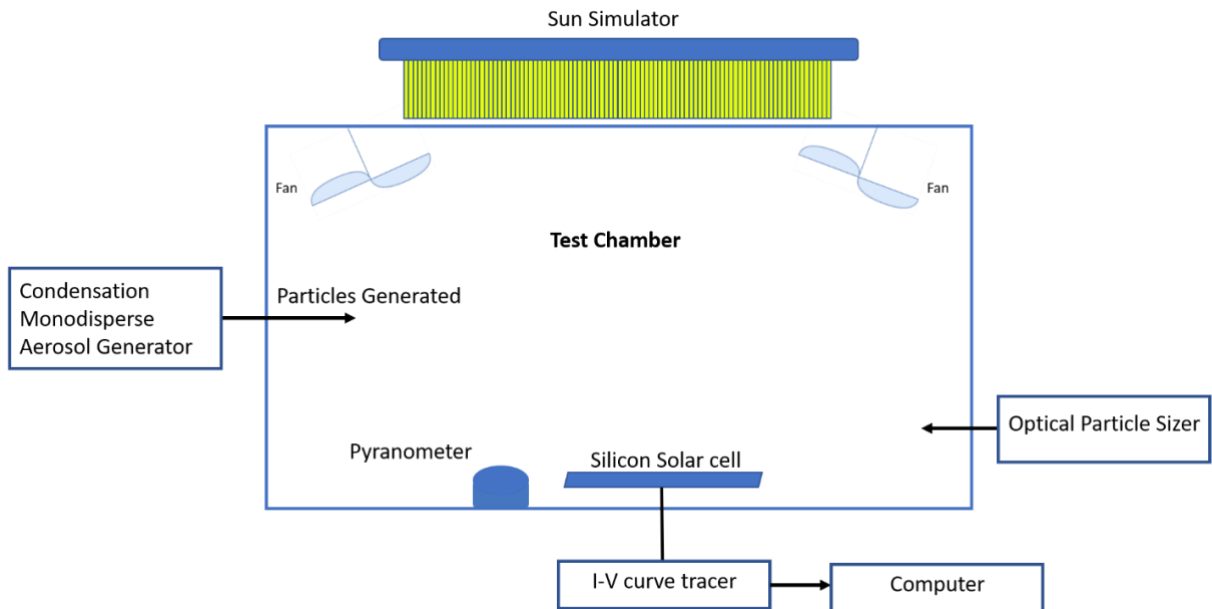 Sun Simulator
Fan
Fan
Test Chamber
Condensation
Monodisperse
Aerosol Generator
Particles Generated
Optical Particle Sizer
Pyranometer
Silicon Solar cell
I-V curve tracer
Computer